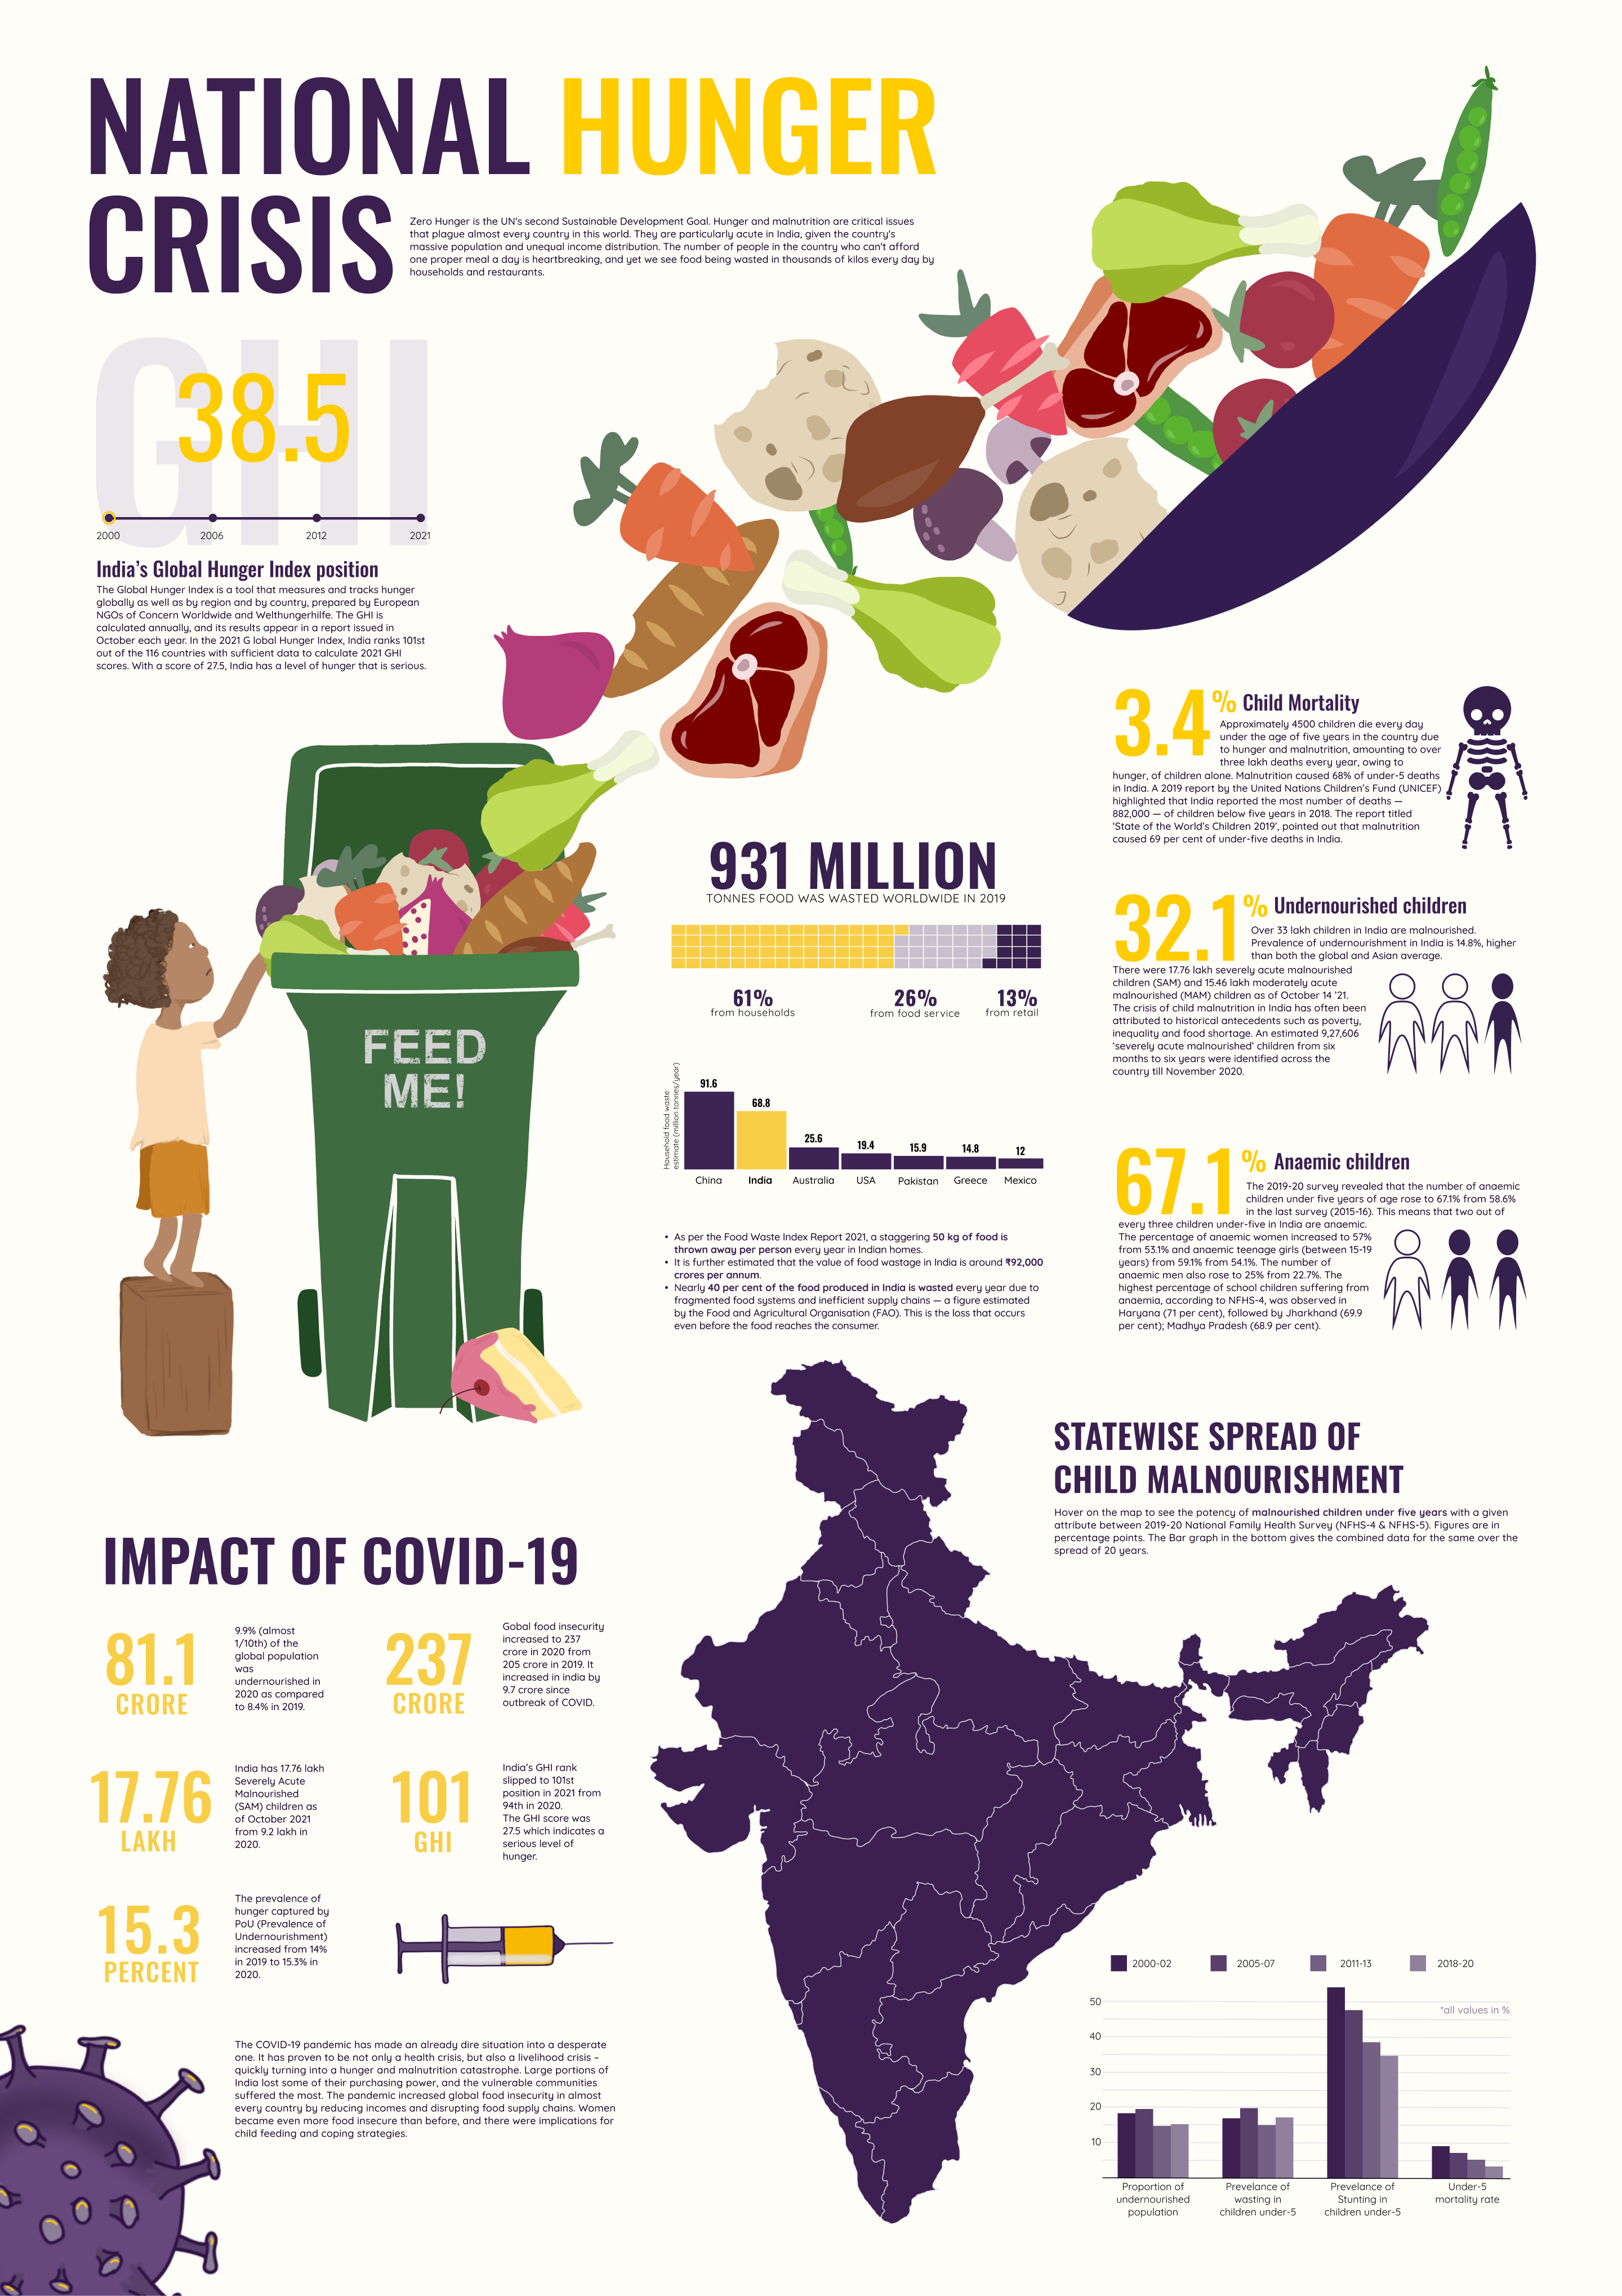 NATIONAL HUNGER
CRISIS
Zero Hunger is the UN's second Sustainable Development Goal. Hunger and malnutrition are critical issues
that plague almost every country in this world. They are particularly acute in India, given the country's
massive population and unequal income distribution. The number of people in the country who can't afford
one proper meal a day is heartbreaking, and yet we see food being wasted in thousands of kilos every day by
households and restaurants.
GHI
38.5
2000 2006 2012 2021
India's Global Hunger Index position
The Global Hunger Index is a tool that measures and tracks hunger
globally as well as by region and by country, prepared by European
NGOs of Concern Worldwide and Welthungerhilfe. The GHI is
calculated annually, and its results appear in a report issued in
October each year. In the 2021 G lobal Hunger Index, India ranks 101st
out of the 116 countries with sufficient data to calculate 2021 GHI
scores. With a score of 27.5, India has a level of hunger that is serious.
3.4% Child Mortality
Approximately 4500 children die every day
under the age of five years in the country due
to hunger and malnutrition, amounting to over
three lakh deaths every year, owing to
hunger, of children alone. Malnutrition caused 68% of under-5 deaths
in India. A 2019 report by the United Nations Children's Fund (UNICEF)
highlighted that India reported the most number of deaths —
882,000 — of children below five years in 2018. The report titled
'State of the World's Children 2019', pointed out that malnutrition
caused 69 per cent of under-five deaths in India.
FEED
ME!
931 MILLION
TONNES FOOD WAS WASTED WORLDWIDE IN 2019
61% 26% 13%
from households from food service from retail
32.1% Undernourished children
Over 33 lakh children in India are malnourished.
Prevalence of undernourishment in India is 14.8%, higher
than both the global and Asian average.
There were 17.76 lakh severely acute malnourished
children (SAM) and 15.46 lakh moderately acute
malnourished (MAM) children as of October 14 '21.
The crisis of child malnutrition in India has often been
attributed to historical antecedents such as poverty,
inequality and food shortage. An estimated 9,27,606
'severely acute malnourished' children from six
months to six years were identified across the
country till November 2020.
Household food waste
estimate (million tonnes/year)
91.6 68.8 25.6 19.4 15.9 14.8 12
China India Australia USA Pakistan Greece Mexico
• As per the Food Waste Index Report 2021, a staggering 50 kg of food is
thrown away per person every year in Indian homes.
• It is further estimated that the value of food wastage in India is around ₹92,000
crores per annum.
• Nearly 40 per cent of the food produced in India is wasted every year due to
fragmented food systems and inefficient supply chains — a figure estimated
by the Food and Agricultural Organisation (FAO). This is the loss that occurs
even before the food reaches the consumer.
67.1% Anaemic children
The 2019-20 survey revealed that the number of anaemic
children under five years of age rose to 67.1% from 58.6%
in the last survey (2015-16). This means that two out of
every three children under-five in India are anaemic.
The percentage of anaemic women increased to 57%
from 53.1% and anaemic teenage girls (between 15-19
years) from 59.1% from 54.1%. The number of
anaemic men also rose to 25% from 22.7%. The
highest percentage of school children suffering from
anaemia, according to NFHS-4, was observed in
Haryana (71 per cent), followed by Jharkhand (69.9
per cent); Madhya Pradesh (68.9 per cent).
STATEWISE SPREAD OF
CHILD MALNOURISHMENT
Hover on the map to see the potency of malnourished children under five years with a given
attribute between 2019-20 National Family Health Survey (NFHS-4 & NFHS-5). Figures are in
percentage points. The Bar graph in the bottom gives the combined data for the same over the
spread of 20 years.
IMPACT OF COVID-19
81.1
CRORE
9.9% (almost
1/10th) of the
global population
was
undernourished in
2020 as compared
to 8.4% in 2019.
237
CRORE
Gobal food insecurity
increased to 237
crore in 2020 from
205 crore in 2019. It
increased in india by
9.7 crore since
outbreak of COVID.
17.76
LAKH
India has 17.76 lakh
Severely Acute
Malnourished
(SAM) children as
of October 2021
from 9.2 lakh in
2020.
101
GHI
India's GHI rank
slipped to 101st
position in 2021 from
94th in 2020.
The GHI score was
27.5 which indicates a
serious level of
hunger.
15.3
PERCENT
The prevalence of
hunger captured by
PoU (Prevalence of
Undernourishment)
increased from 14%
in 2019 to 15.3% in
2020.
The COVID-19 pandemic has made an already dire situation into a desperate
one. It has proven to be not only a health crisis, but also a livelihood crisis –
quickly turning into a hunger and malnutrition catastrophe. Large portions of
India lost some of their purchasing power, and the vulnerable communities
suffered the most. The pandemic increased global food insecurity in almost
every country by reducing incomes and disrupting food supply chains. Women
became even more food insecure than before, and there were implications for
child feeding and coping strategies.
2000-02 2005-07 2011-13 2018-20
*all values in %
50
40
30
20
10
Proportion of
undernourished
population
Prevelance of
wasting in
children under-5
Prevelance of
Stunting in
children under-5
Under-5
mortality rate